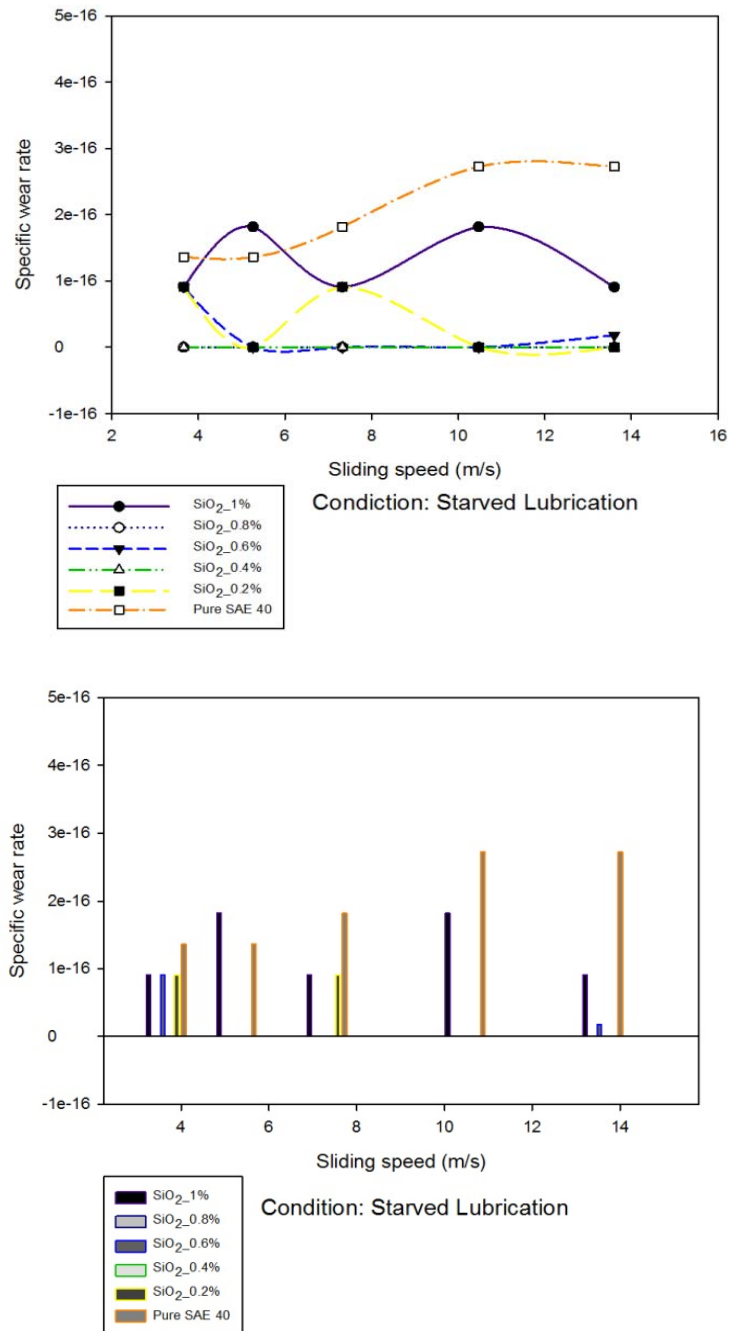 5e-16
4e-16
3e-16
2e-16
1e-16
0
-1e-16
Specific wear rate
2 4 6 8 10 12 14 16
Sliding speed (m/s)
Condiction: Starved Lubrication
SiO2_1%
SiO2_0.8%
SiO2_0.6%
SiO2_0.4%
SiO2_0.2%
Pure SAE 40
5e-16
4e-16
3e-16
2e-16
1e-16
0
-1e-16
Specific wear rate
4 6 8 10 12 14
Sliding speed (m/s)
Condition: Starved Lubrication
SiO2_1%
SiO2_0.8%
SiO2_0.6%
SiO2_0.4%
SiO2_0.2%
Pure SAE 40